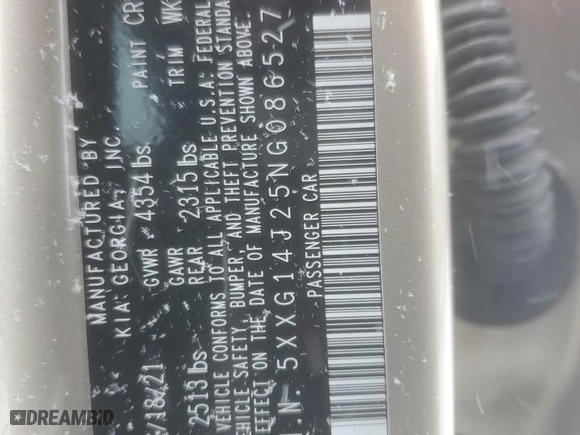 MANUFACTURED BY
KIA GEORGIA, INC.
/18/21 GVWR 4354 lbs. PAINT CR
GAWR TRIM WK
2513 lbs REAR 2315 lbs
VEHICLE CONFORMS TO ALL APPLICABLE U.S.A. FEDERAL
HICLE SAFETY, BUMPER, AND THEFT PREVENTION STANDA
EFFECT ON THE DATE OF MANUFACTURE SHOWN ABOVE.
I.N. 5XXG14J25NG086527
PASSENGER CAR
DREAMBID